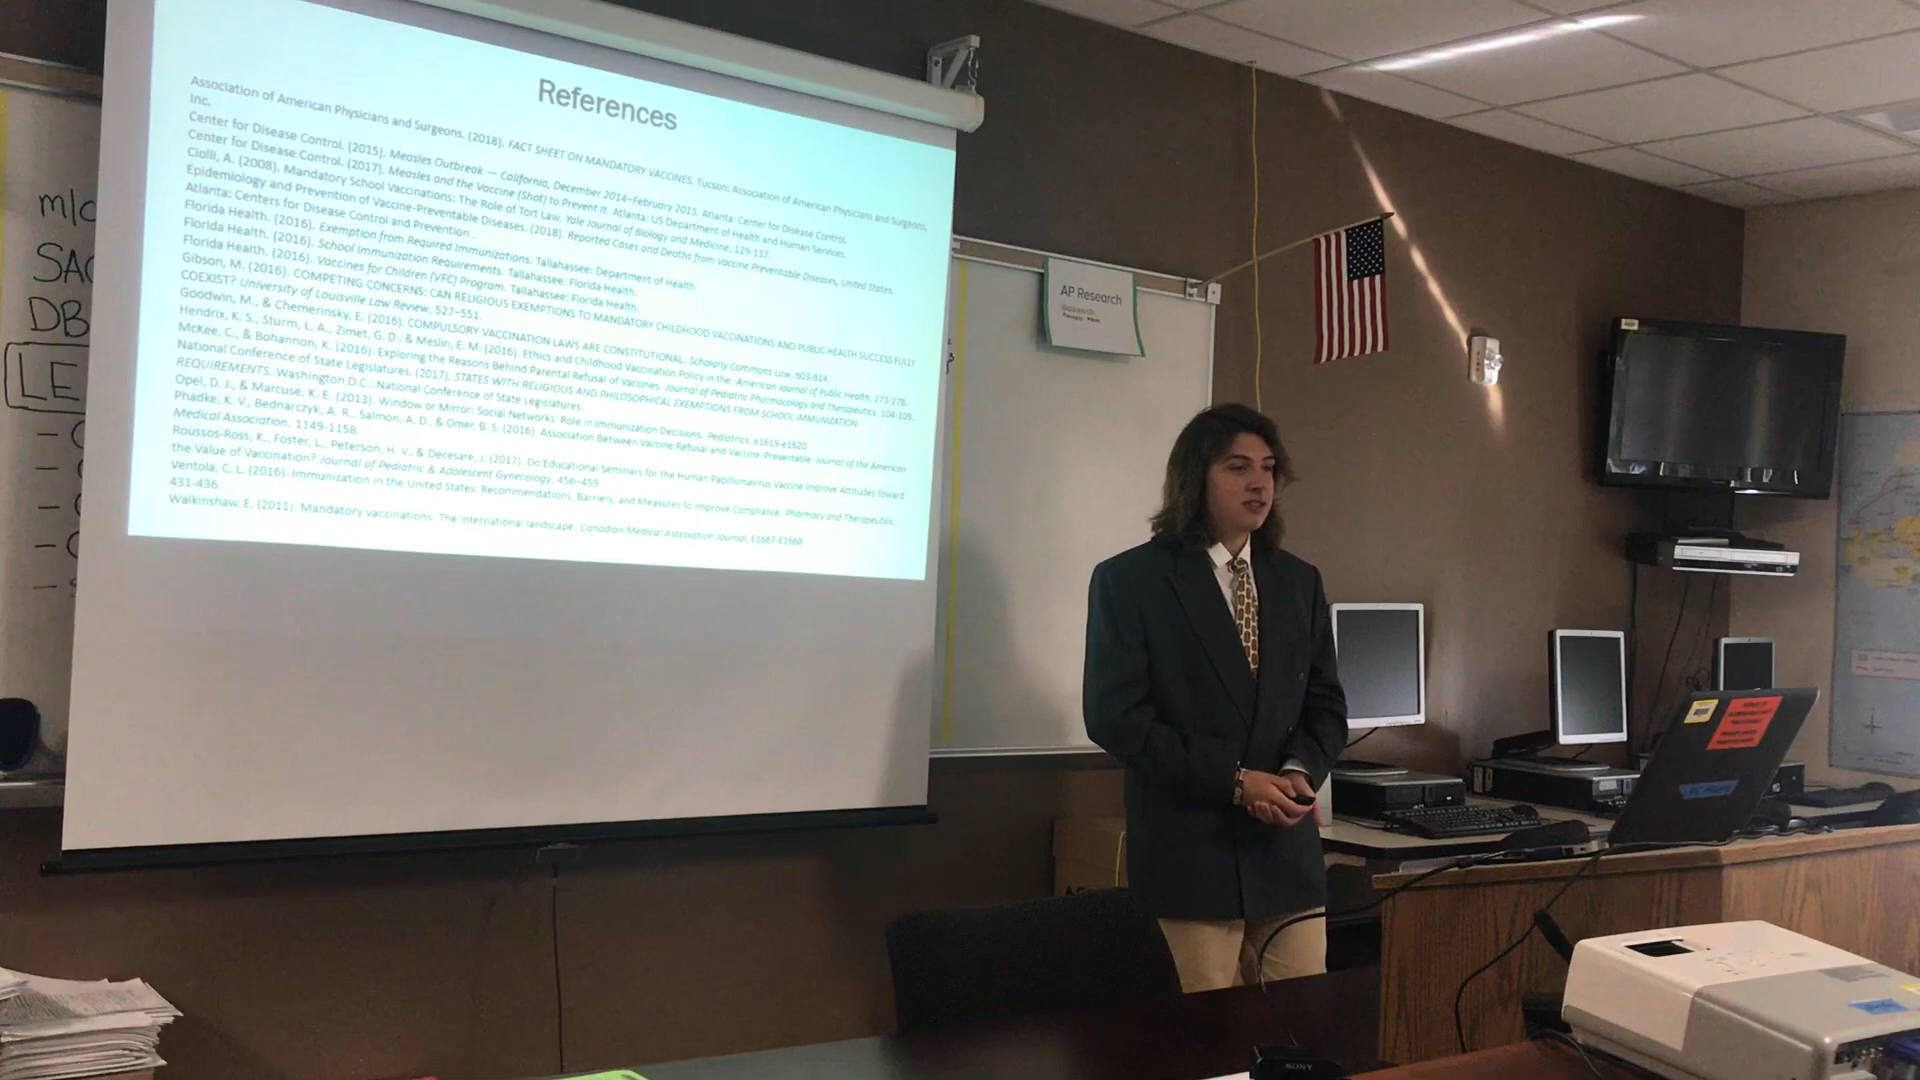 References
Association of American Physicians and Surgeons. (2018). FACT SHEET ON MANDATORY VACCINES. Tucson: Association of American Physicians and Surgeons,
Inc.
Center for Disease Control. (2015). Measles Outbreak — California, December 2014–February 2015. Atlanta: Center for Disease Control.
Center for Disease Control. (2017). Measles and the Vaccine (Shot) to Prevent It. Atlanta: US Department of Health and Human Services.
Ciolli, A. (2008). Mandatory School Vaccinations: The Role of Tort Law. Yale Journal of Biology and Medicine, 129-137.
Epidemiology and Prevention of Vaccine-Preventable Diseases. (2018). Reported Cases and Deaths from Vaccine Preventable Diseases, United States.
Atlanta: Centers for Disease Control and Prevention .
Florida Health. (2016). Exemption from Required Immunizations. Tallahassee: Department of Health.
Florida Health. (2016). School Immunization Requirements. Tallahassee: Florida Health.
Florida Health. (2016). Vaccines for Children (VFC) Program. Tallahassee: Florida Health.
Gibson, M. (2016). COMPETING CONCERNS: CAN RELIGIOUS EXEMPTIONS TO MANDATORY CHILDHOOD VACCINATIONS AND PUBLIC HEALTH SUCCESSFULLY
COEXIST? University of Louisville Law Review, 527–551.
Goodwin, M., & Chemerinsky, E. (2016). COMPULSORY VACCINATION LAWS ARE CONSTITUTIONAL. Scholarly Commons Law, 603-614.
Hendrix, K. S., Sturm, L. A., Zimet, G. D., & Meslin, E. M. (2016). Ethics and Childhood Vaccination Policy in the. American Journal of Public Health, 273-278.
McKee, C., & Bohannon, K. (2016). Exploring the Reasons Behind Parental Refusal of Vaccines. Journal of Pediatric Pharmacology and Therapeutics, 104-109.
National Conference of State Legislatures. (2017). STATES WITH RELIGIOUS AND PHILOSOPHICAL EXEMPTIONS FROM SCHOOL IMMUNIZATION
REQUIREMENTS. Washington D.C.: National Conference of State Legislatures.
Opel, D. J., & Marcuse, K. E. (2013). Window or Mirror: Social Networks' Role in Immunization Decisions. Pediatrics, e1619-e1620.
Phadke, K. V., Bednarczyk, A. R., Salmon, A. D., & Omer, B. S. (2016). Association Between Vaccine Refusal and Vaccine-Preventable. Journal of the American
Medical Association, 1149-1158.
Roussos-Ross, K., Foster, L., Peterson, H. V., & Decesare, J. (2017). Do Educational Seminars for the Human Papillomavirus Vaccine Improve Attitudes Toward
the Value of Vaccination? Journal of Pediatric & Adolescent Gynecology, 456–459.
Ventola, C. L. (2016). Immunization in the United States: Recommendations, Barriers, and Measures to Improve Compliance. Pharmacy and Therapeutics,
431-436.
Walkinshaw, E. (2011). Mandatory vaccinations: The international landscape. Canadian Medical Association Journal, E1667-E1668
AP Research
SONY